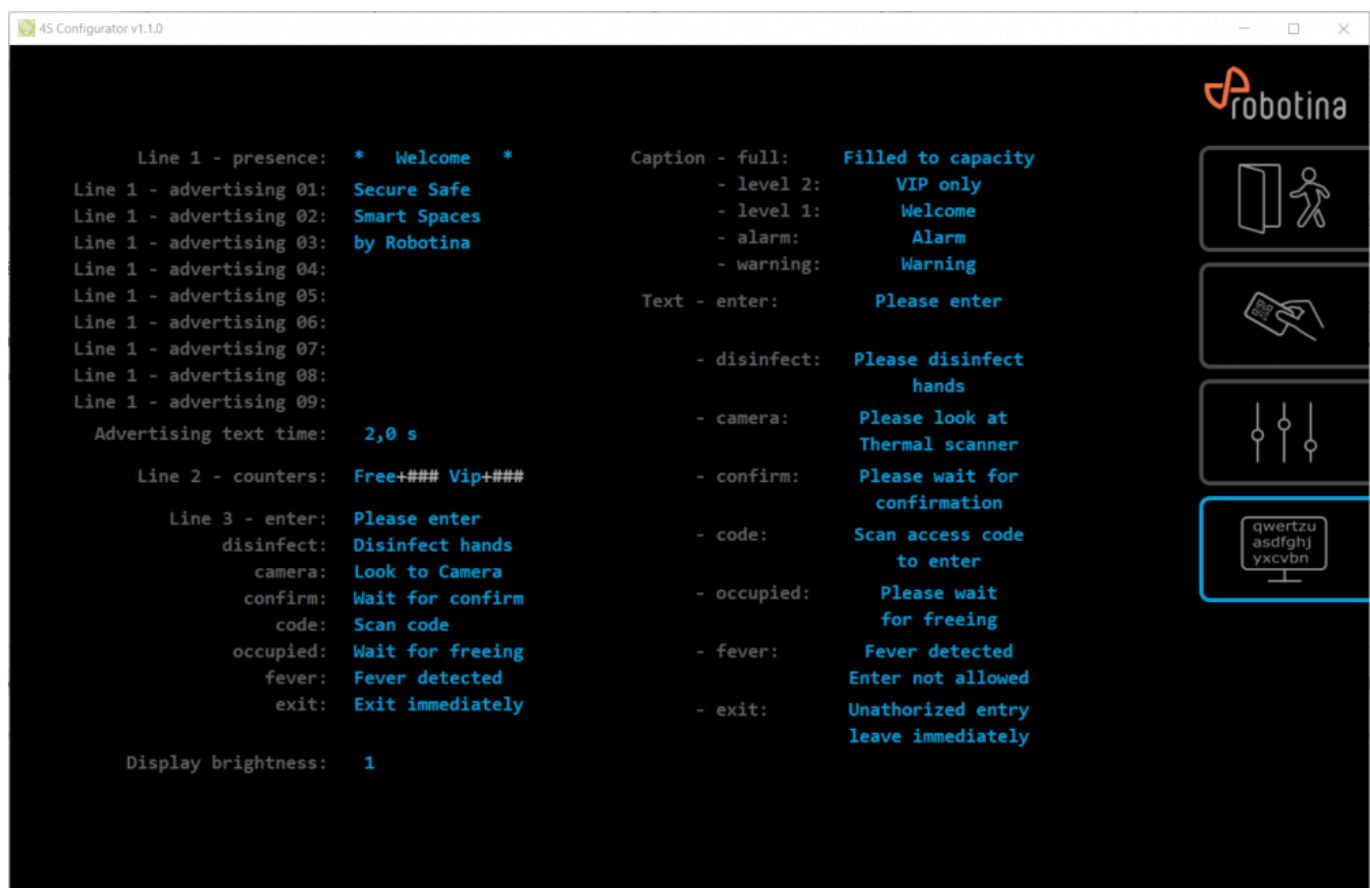 4S Configurator v1.1.0
robotina
Line 1 - presence: * Welcome *
Line 1 - advertising 01: Secure Safe
Line 1 - advertising 02: Smart Spaces
Line 1 - advertising 03: by Robotina
Line 1 - advertising 04:
Line 1 - advertising 05:
Line 1 - advertising 06:
Line 1 - advertising 07:
Line 1 - advertising 08:
Line 1 - advertising 09:
Advertising text time: 2,0 s
Line 2 - counters: Free+### Vip+###
Line 3 - enter: Please enter
disinfect: Disinfect hands
camera: Look to Camera
confirm: Wait for confirm
code: Scan code
occupied: Wait for freeing
fever: Fever detected
exit: Exit immediately
Display brightness: 1
Caption - full: Filled to capacity
- level 2: VIP only
- level 1: Welcome
- alarm: Alarm
- warning: Warning
Text - enter: Please enter
- disinfect: Please disinfect
hands
- camera: Please look at
Thermal scanner
- confirm: Please wait for
confirmation
- code: Scan access code
to enter
- occupied: Please wait
for freeing
- fever: Fever detected
Enter not allowed
- exit: Unathorized entry
leave immediately
qwertzu
asdfghj
yxcvbn